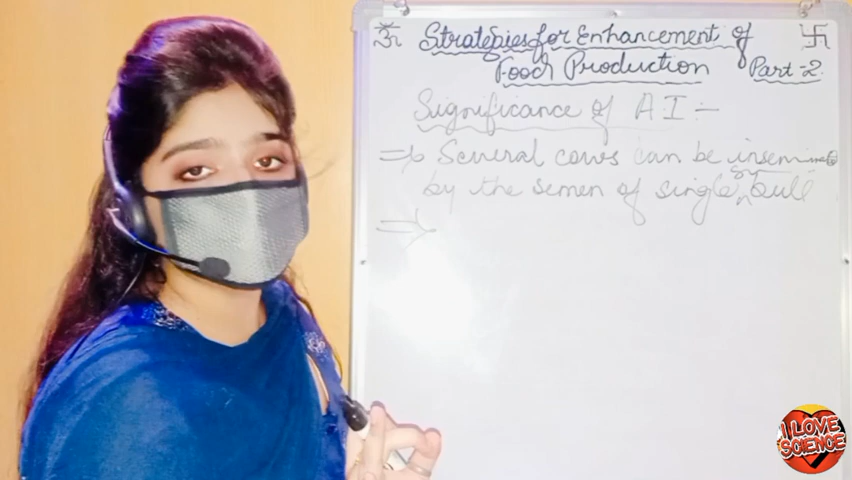 ॐ Strategies for Enhancement of 卐
Food Production Part-2.
Significance of AI :-
=> Several cows can be inseminated
by the semen of single bull
=>
I LOVE
SCIENCE